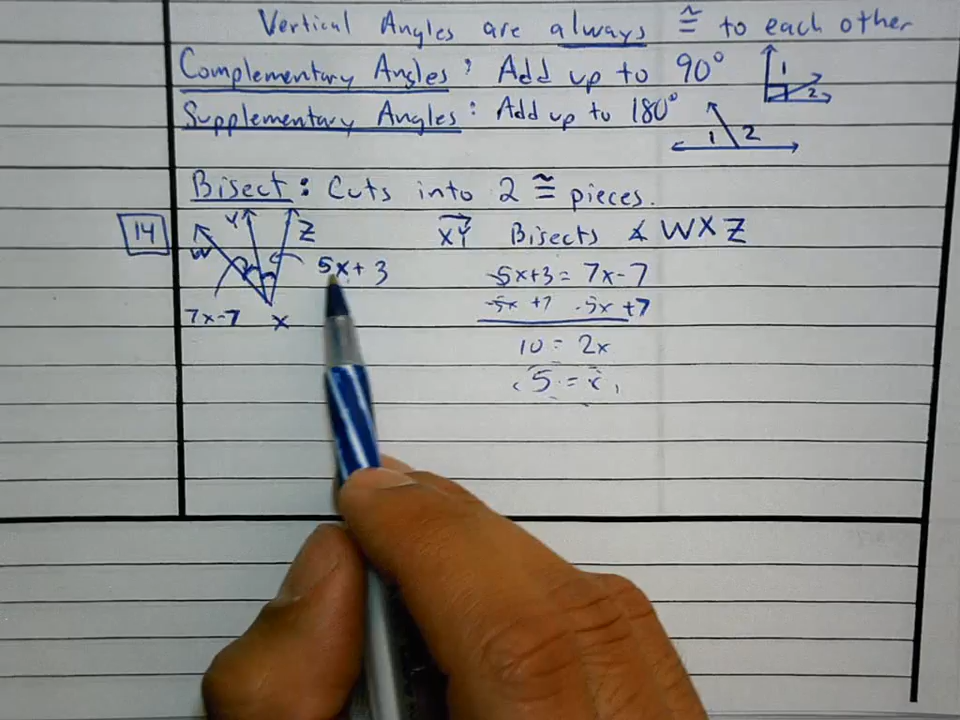 Vertical Angles are always ≅ to each other
Complementary Angles: Add up to 90°
1
2
Supplementary Angles: Add up to 180°
1 2
Bisect: Cuts into 2 ≅ pieces.
14
W Y Z
5x+3
7x-7
X
XY Bisects ∡ WXZ
5x+3 = 7x-7
-5x +7 -5x +7
10 = 2x
5 = x